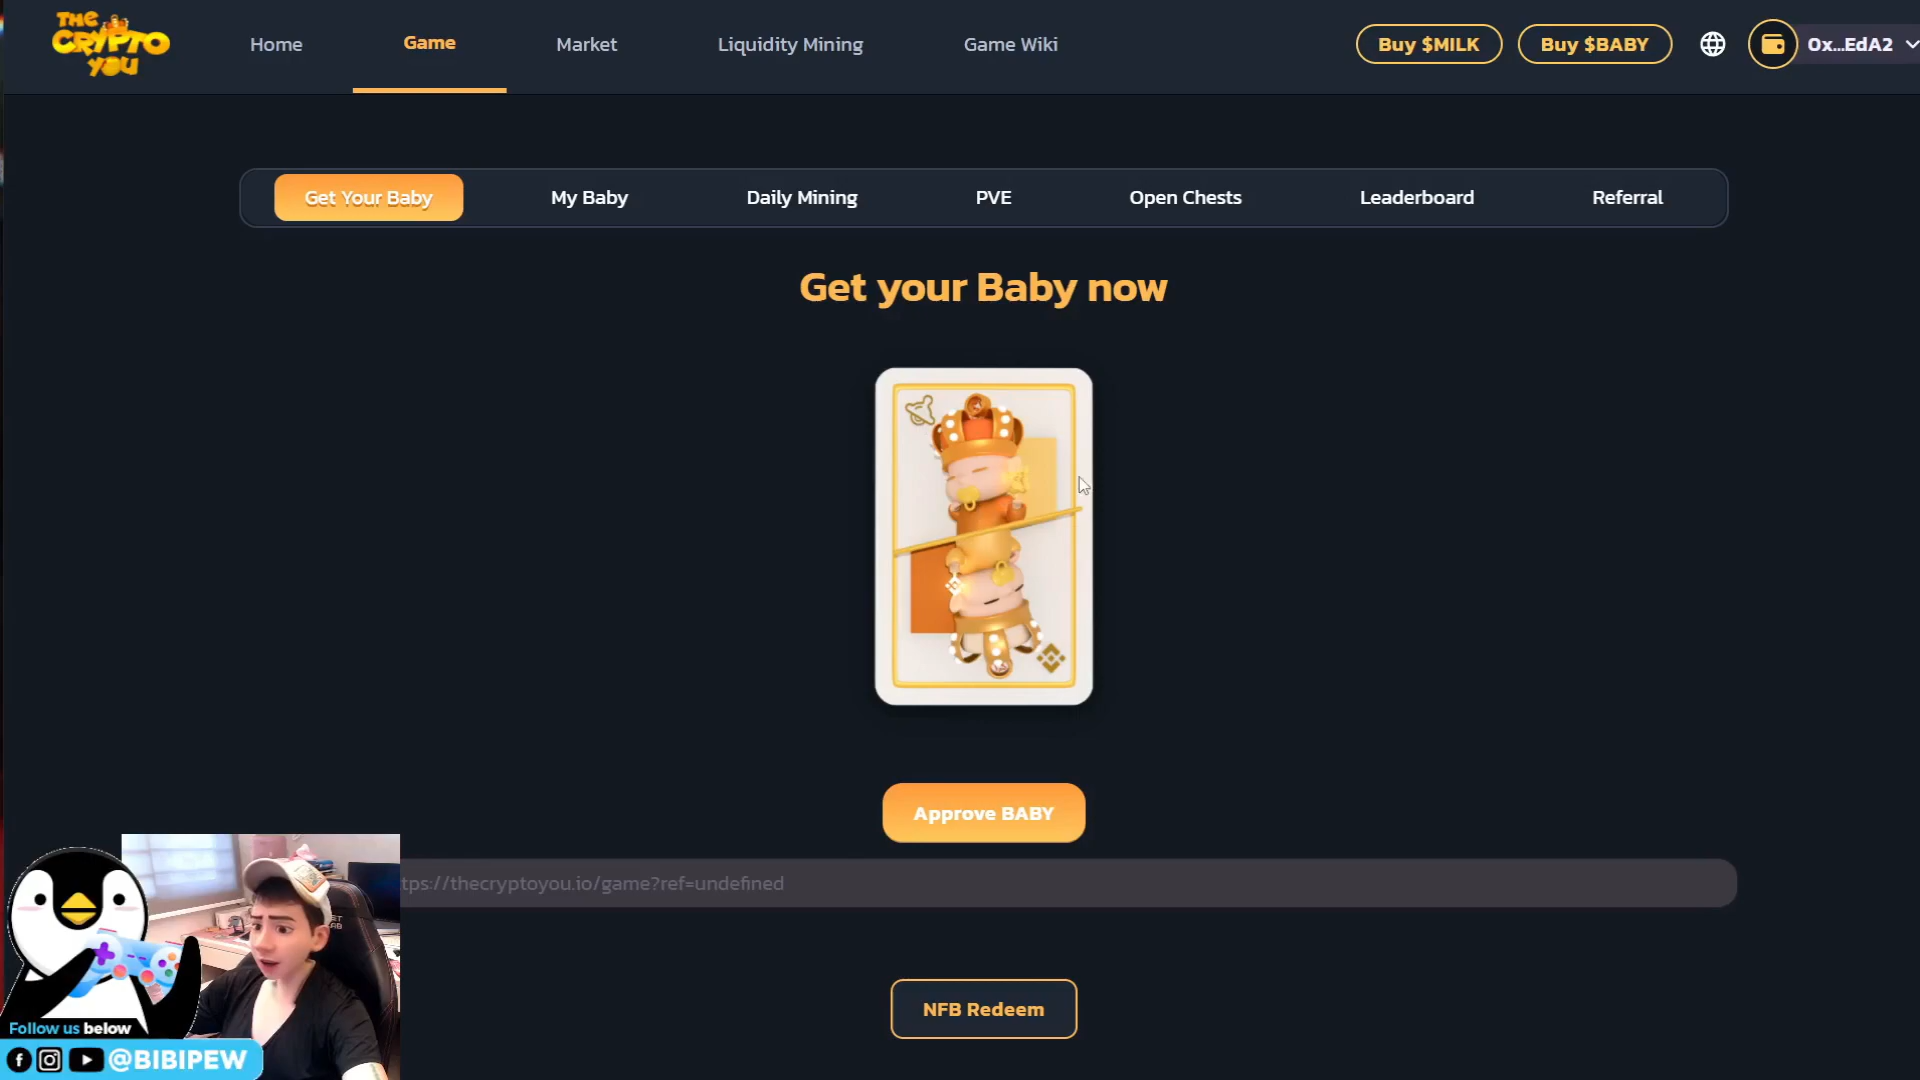 THE
CRYPTO
YOU
Home
Game
Market
Liquidity Mining
Game Wiki
Buy $MILK
Buy $BABY
0x...EdA2
Get Your Baby
My Baby
Daily Mining
PVE
Open Chests
Leaderboard
Referral
Get your Baby now
Approve BABY
tps://thecryptoyou.io/game?ref=undefined
NFB Redeem
Follow us below
@BIBIPEW